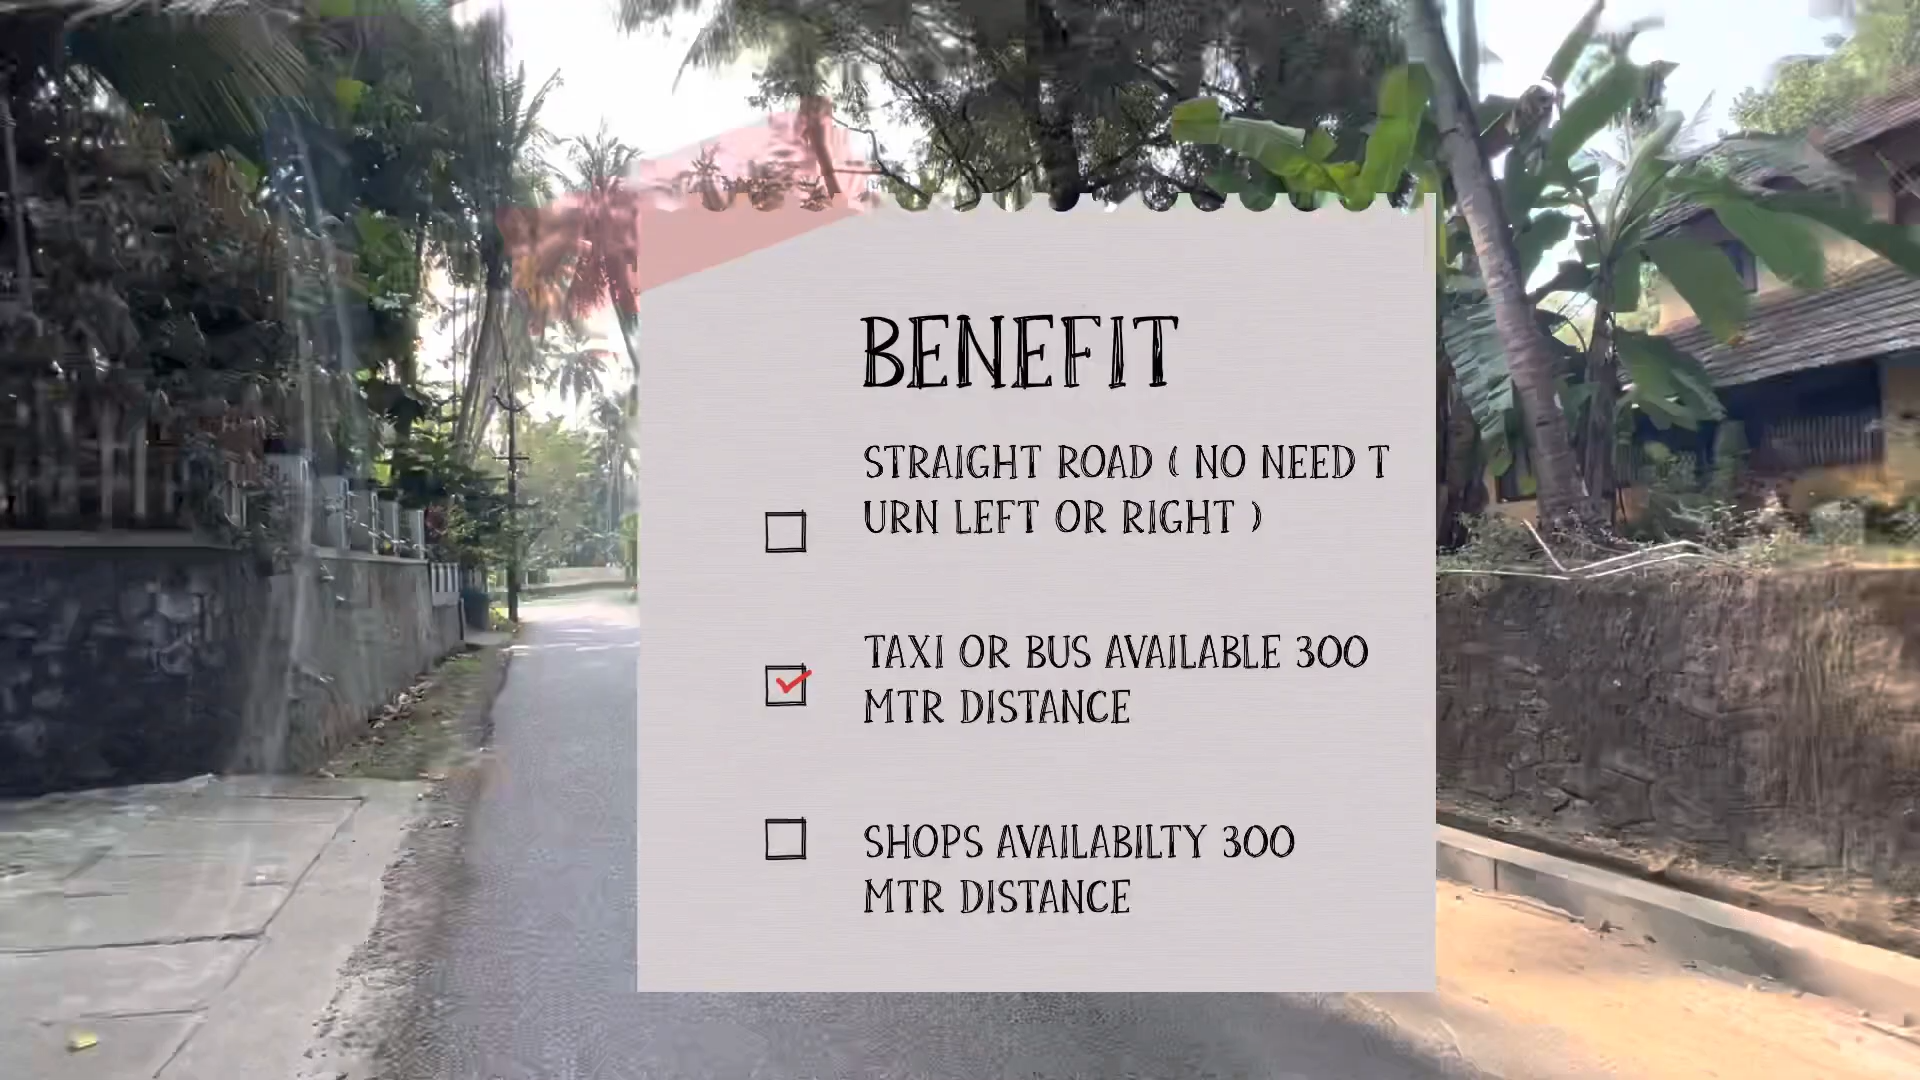 BENEFIT
STRAIGHT ROAD ( NO NEED T
URN LEFT OR RIGHT )
TAXI OR BUS AVAILABLE 300
MTR DISTANCE
SHOPS AVAILABILTY 300
MTR DISTANCE